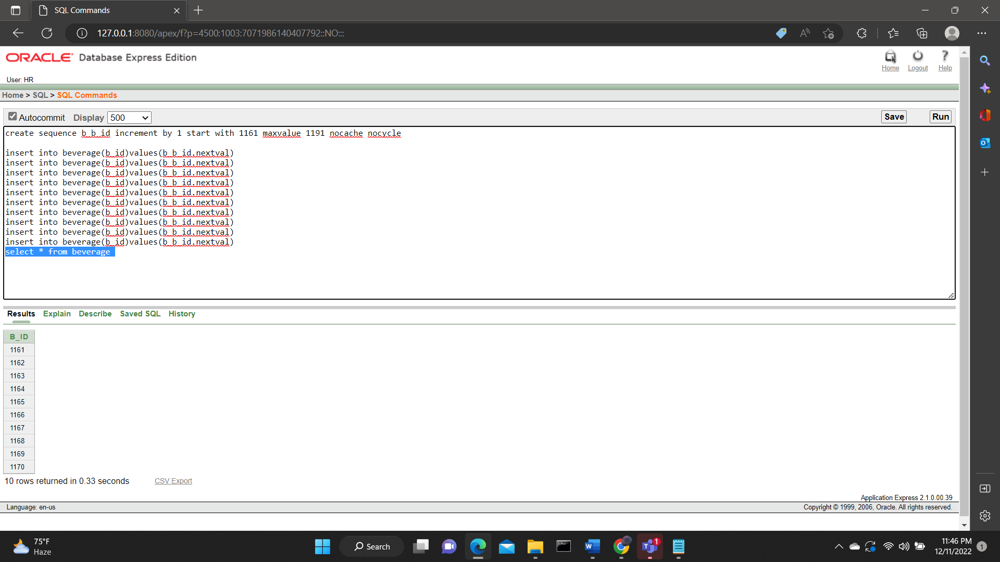 SQL Commands
127.0.0.1:8080/apex/f?p=4500:1003:7071986140407792::NO:::
ORACLE Database Express Edition
Home Logout Help
User: HR
Home > SQL > SQL Commands
Autocommit Display 500 Save Run
create sequence b_b_id increment by 1 start with 1161 maxvalue 1191 nocache nocycle
insert into beverage(b_id)values(b_b_id.nextval)
insert into beverage(b_id)values(b_b_id.nextval)
insert into beverage(b_id)values(b_b_id.nextval)
insert into beverage(b_id)values(b_b_id.nextval)
insert into beverage(b_id)values(b_b_id.nextval)
insert into beverage(b_id)values(b_b_id.nextval)
insert into beverage(b_id)values(b_b_id.nextval)
insert into beverage(b_id)values(b_b_id.nextval)
insert into beverage(b_id)values(b_b_id.nextval)
insert into beverage(b_id)values(b_b_id.nextval)
select * from beverage
Results Explain Describe Saved SQL History
B_ID
1161
1162
1163
1164
1165
1166
1167
1168
1169
1170
10 rows returned in 0.33 seconds CSV Export
Application Express 2.1.0.00.39
Language: en-us Copyright © 1999, 2006, Oracle. All rights reserved.
75°F
Haze
Search
1
11:46 PM
12/11/2022
1